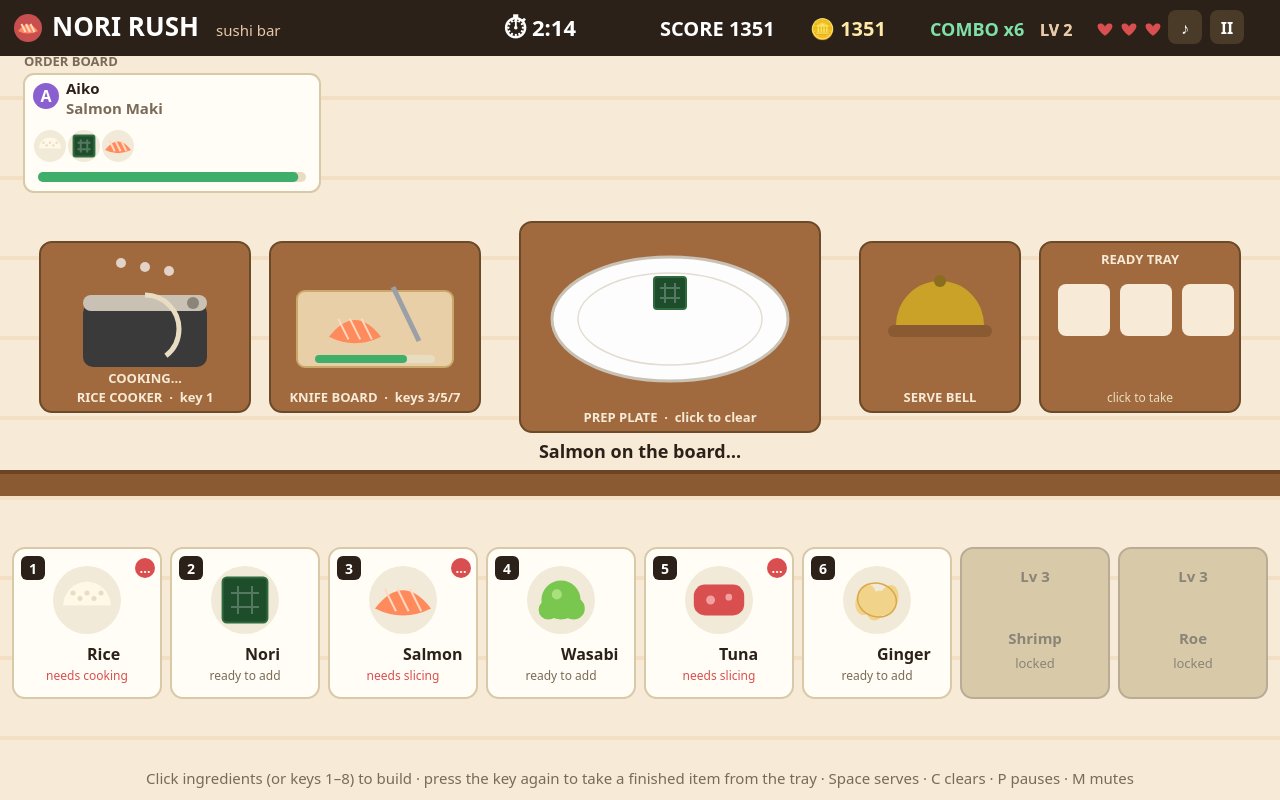 NORI RUSH sushi bar
2:14
SCORE 1351
1351
COMBO x6
LV 2
♪
II
ORDER BOARD
A
Aiko
Salmon Maki
COOKING...
RICE COOKER · key 1
KNIFE BOARD · keys 3/5/7
PREP PLATE · click to clear
SERVE BELL
READY TRAY
click to take
Salmon on the board...
1
...
Rice
needs cooking
2
Nori
ready to add
3
...
Salmon
needs slicing
4
Wasabi
ready to add
5
...
Tuna
needs slicing
6
Ginger
ready to add
Lv 3
Shrimp
locked
Lv 3
Roe
locked
Click ingredients (or keys 1–8) to build · press the key again to take a finished item from the tray · Space serves · C clears · P pauses · M mutes